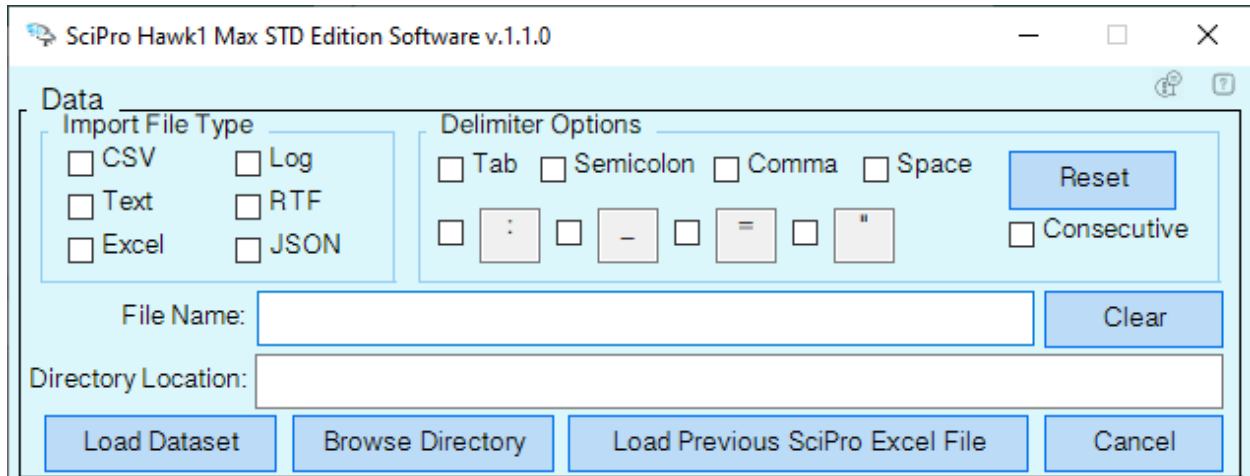 SciPro Hawk1 Max STD Edition Software v.1.1.0
Data
Import File Type
CSV Log
Text RTF
Excel JSON
Delimiter Options
Tab Semicolon Comma Space Reset
: _ = " Consecutive
File Name: Clear
Directory Location:
Load Dataset Browse Directory Load Previous SciPro Excel File Cancel